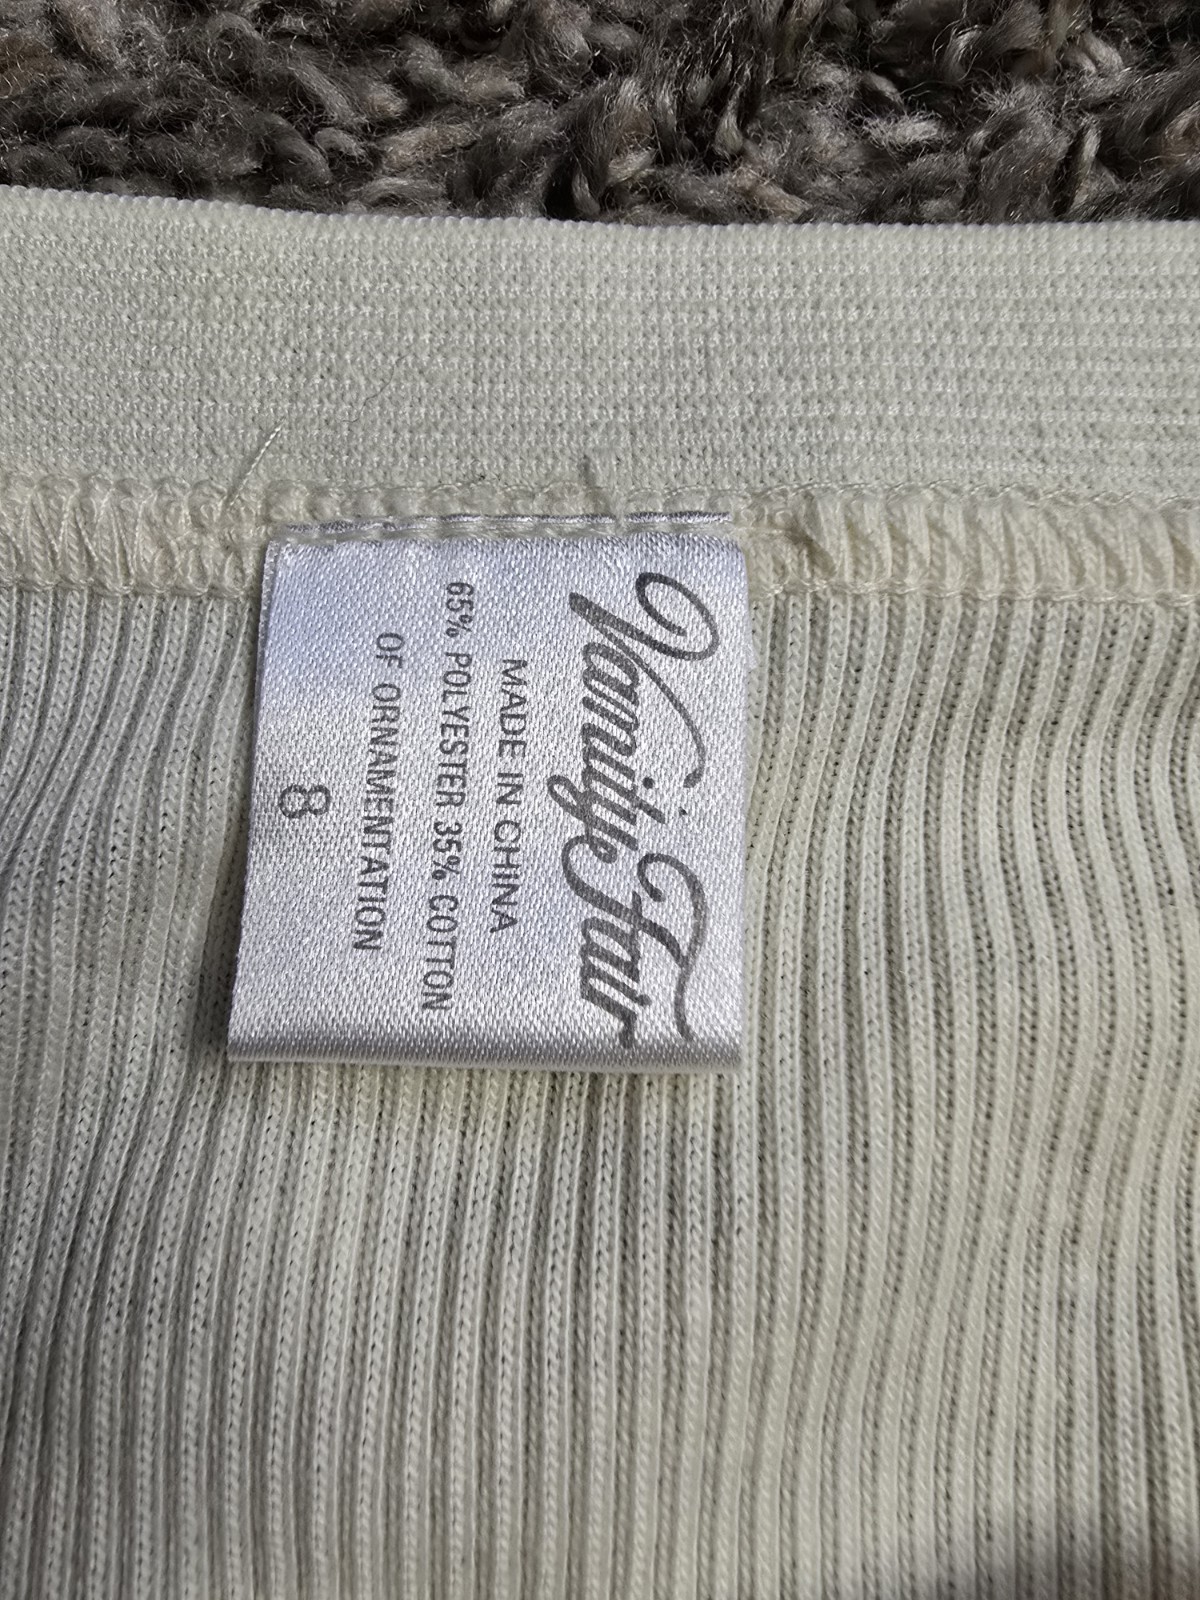 Vanity Fair
MADE IN CHINA
65% POLYESTER 35% COTTON
OF ORNAMENTATION
8